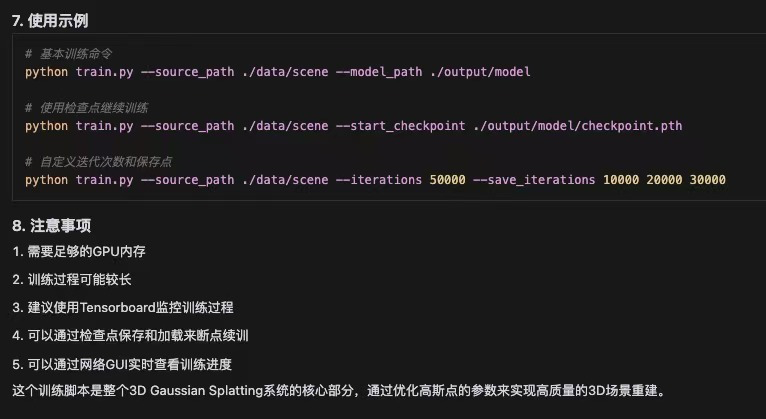 7. 使用示例
# 基本训练命令
python train.py --source_path ./data/scene --model_path ./output/model
# 使用检查点继续训练
python train.py --source_path ./data/scene --start_checkpoint ./output/model/checkpoint.pth
# 自定义迭代次数和保存点
python train.py --source_path ./data/scene --iterations 50000 --save_iterations 10000 20000 30000
8. 注意事项
1. 需要足够的GPU内存
2. 训练过程可能较长
3. 建议使用Tensorboard监控训练过程
4. 可以通过检查点保存和加载来断点续训
5. 可以通过网络GUI实时查看训练进度
这个训练脚本是整个3D Gaussian Splatting系统的核心部分，通过优化高斯点的参数来实现高质量的3D场景重建。